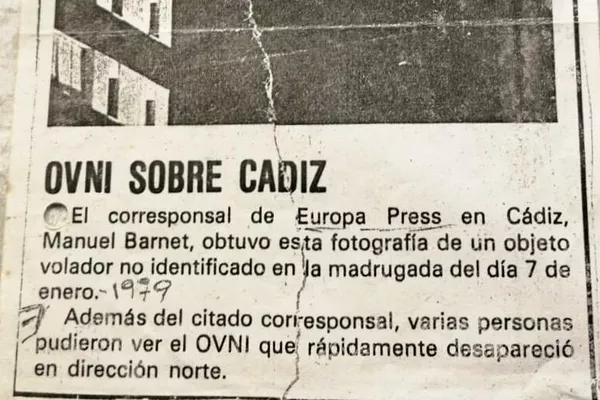 OVNI SOBRE CADIZ
El corresponsal de Europa Press en Cádiz,
Manuel Barnet, obtuvo esta fotografía de un objeto
volador no identificado en la madrugada del día 7 de
enero.-1979
Además del citado corresponsal, varias personas
pudieron ver el OVNI que rápidamente desapareció
en dirección norte.